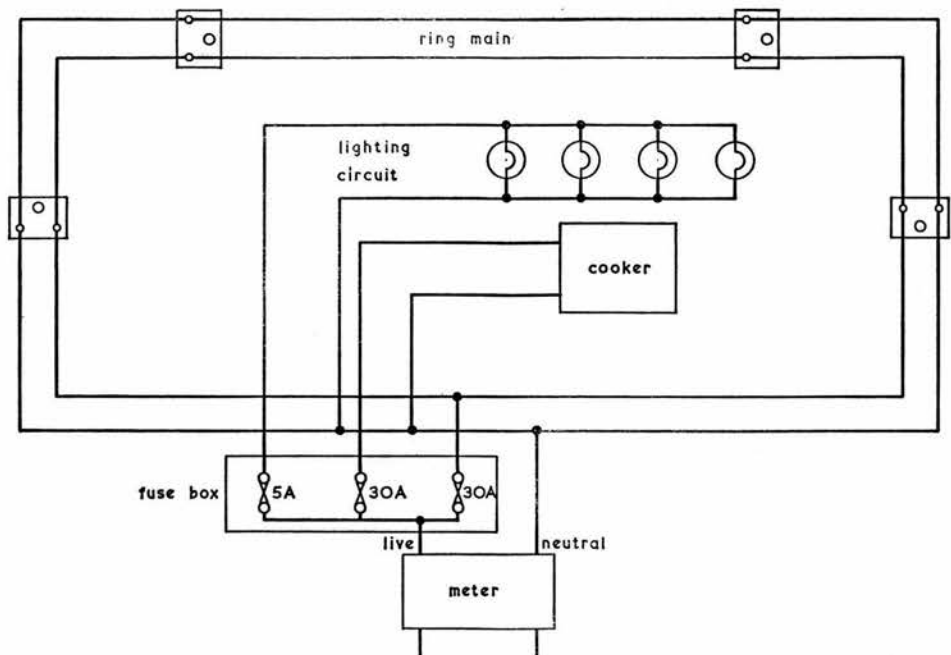 ring main
lighting
circuit
cooker
fuse box
5A
30A
30A
live
neutral
meter